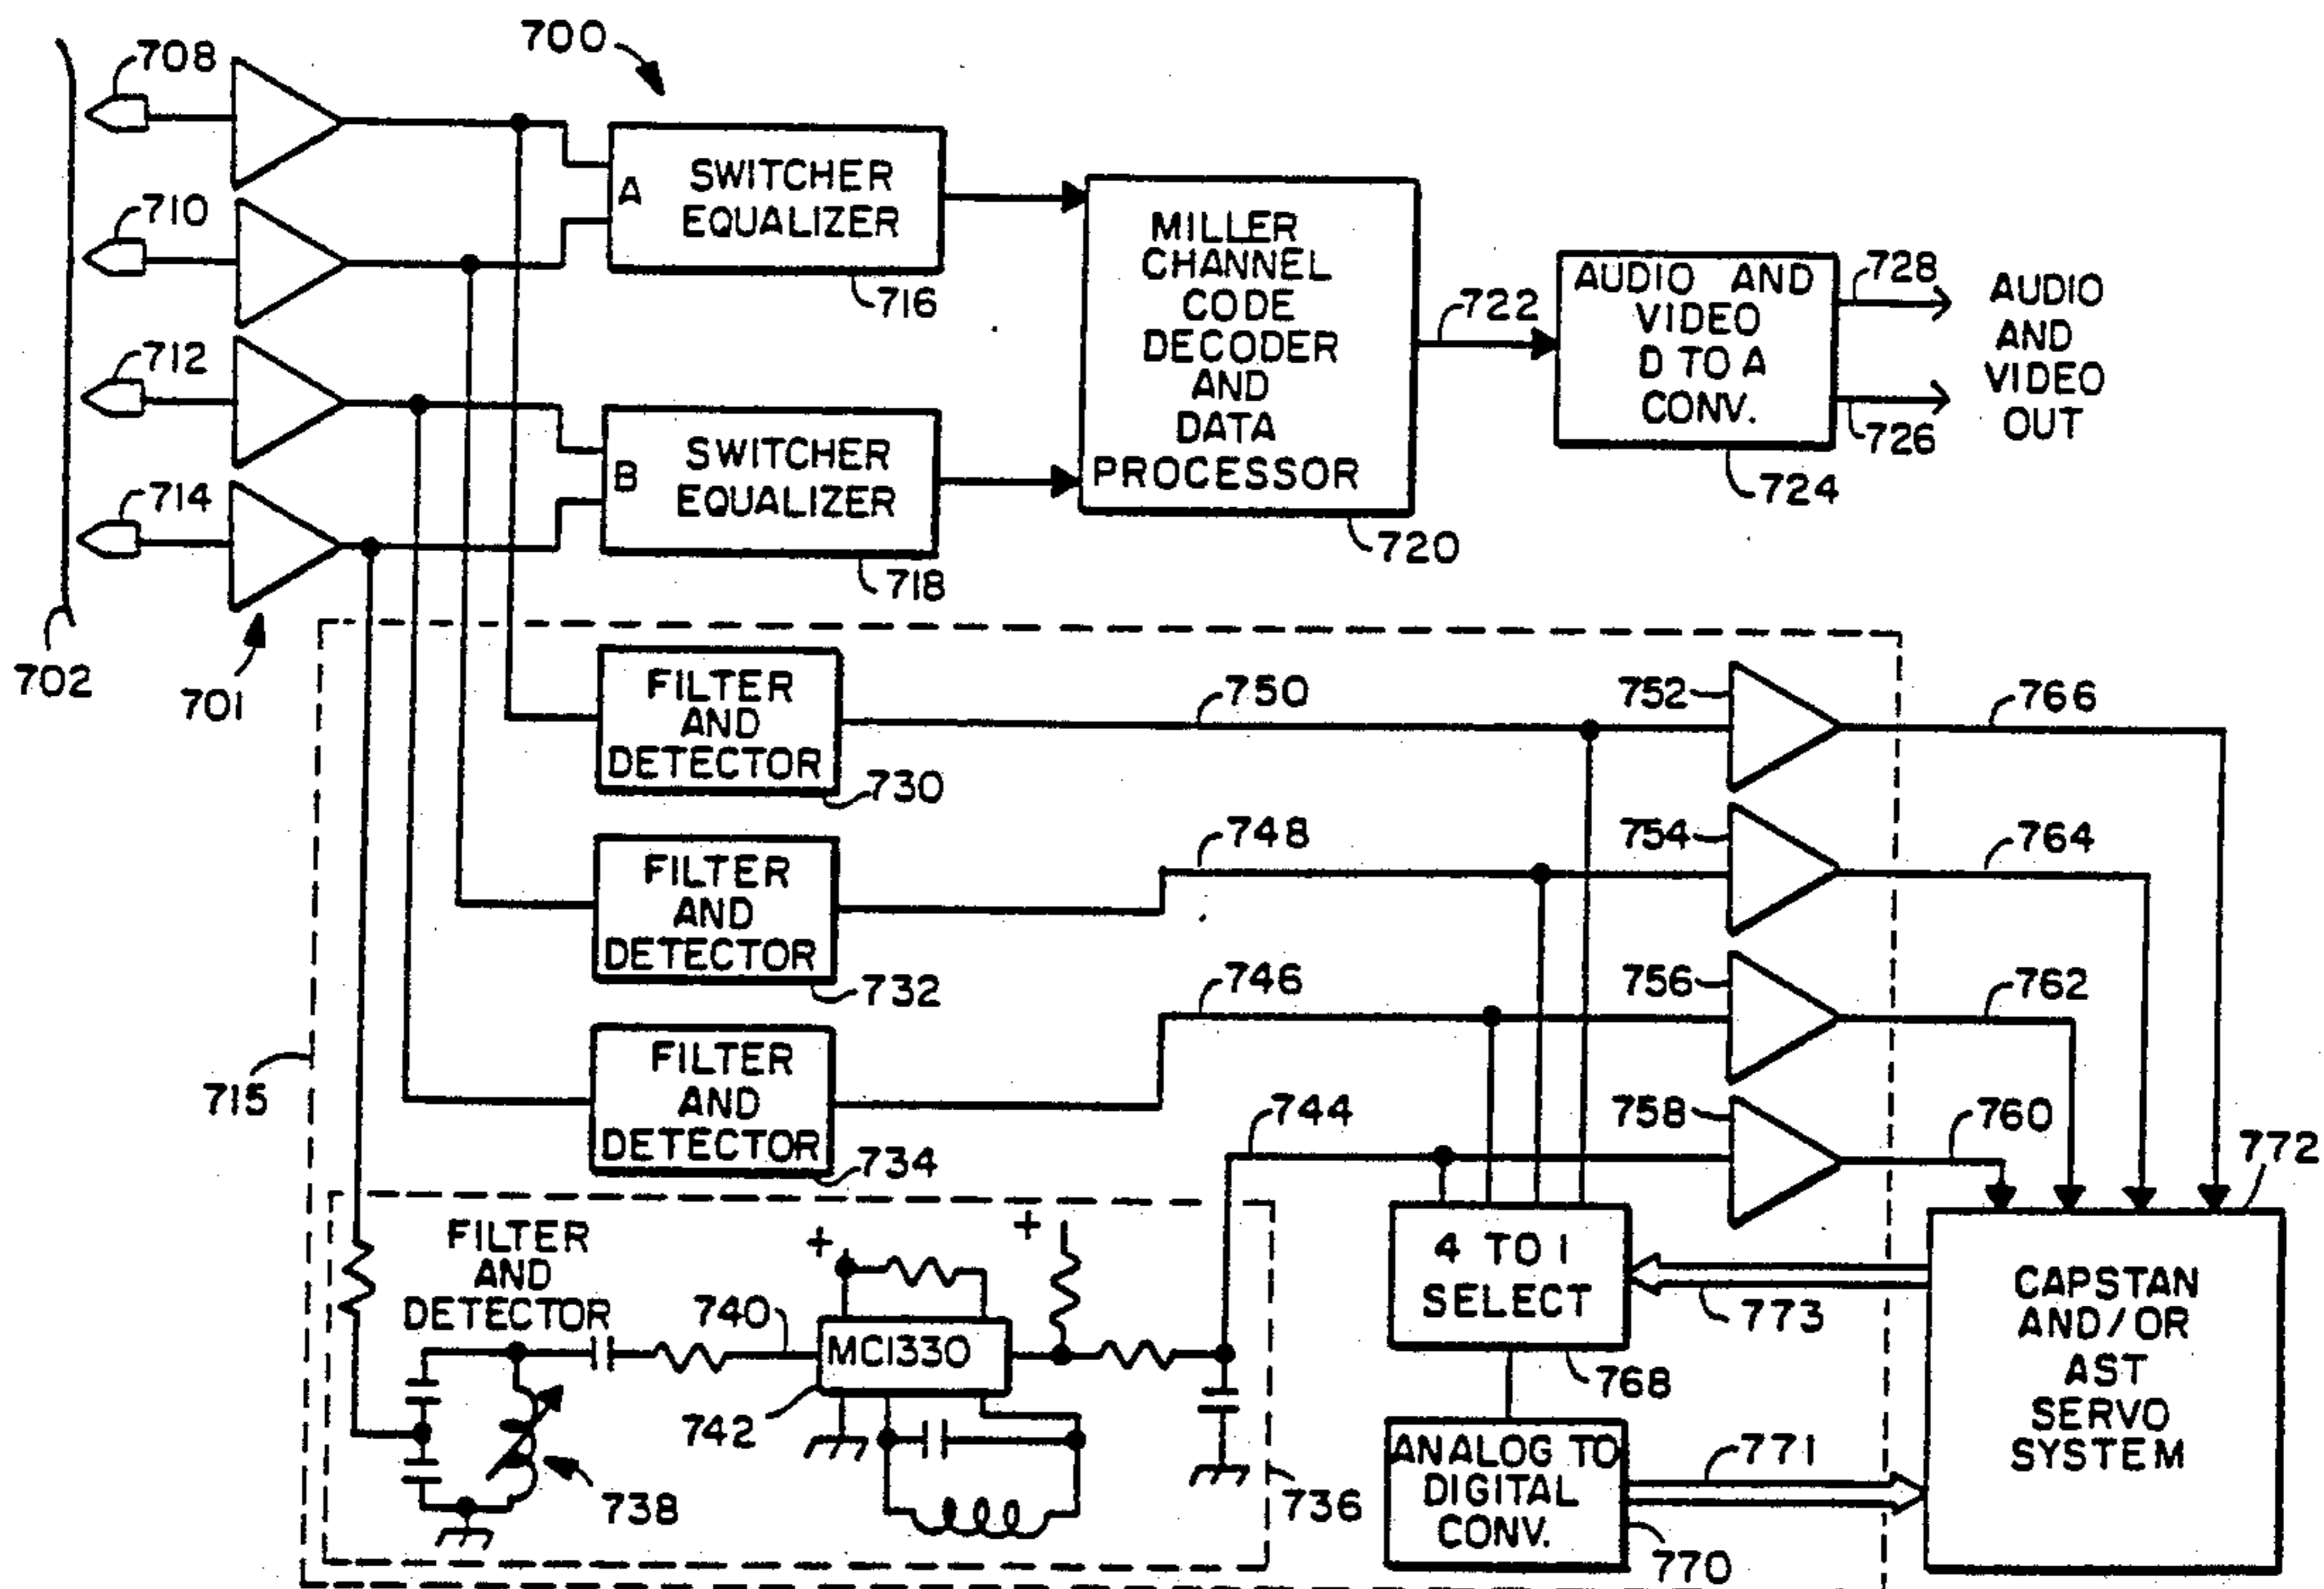 700
708
710
712
714
702
701
A
SWITCHER
EQUALIZER
716
B
SWITCHER
EQUALIZER
718
MILLER
CHANNEL
CODE
DECODER
AND
DATA
PROCESSOR
720
722
AUDIO AND
VIDEO
D TO A
CONV.
724
728
726
AUDIO
AND
VIDEO
OUT
715
FILTER
AND
DETECTOR
730
750
752
766
FILTER
AND
DETECTOR
732
748
754
764
FILTER
AND
DETECTOR
734
746
756
762
744
758
760
772
FILTER
AND
DETECTOR
738
740
+
+
MC1330
742
736
4 TO 1
SELECT
768
773
ANALOG TO
DIGITAL
CONV.
770
771
CAPSTAN
AND/OR
AST
SERVO
SYSTEM